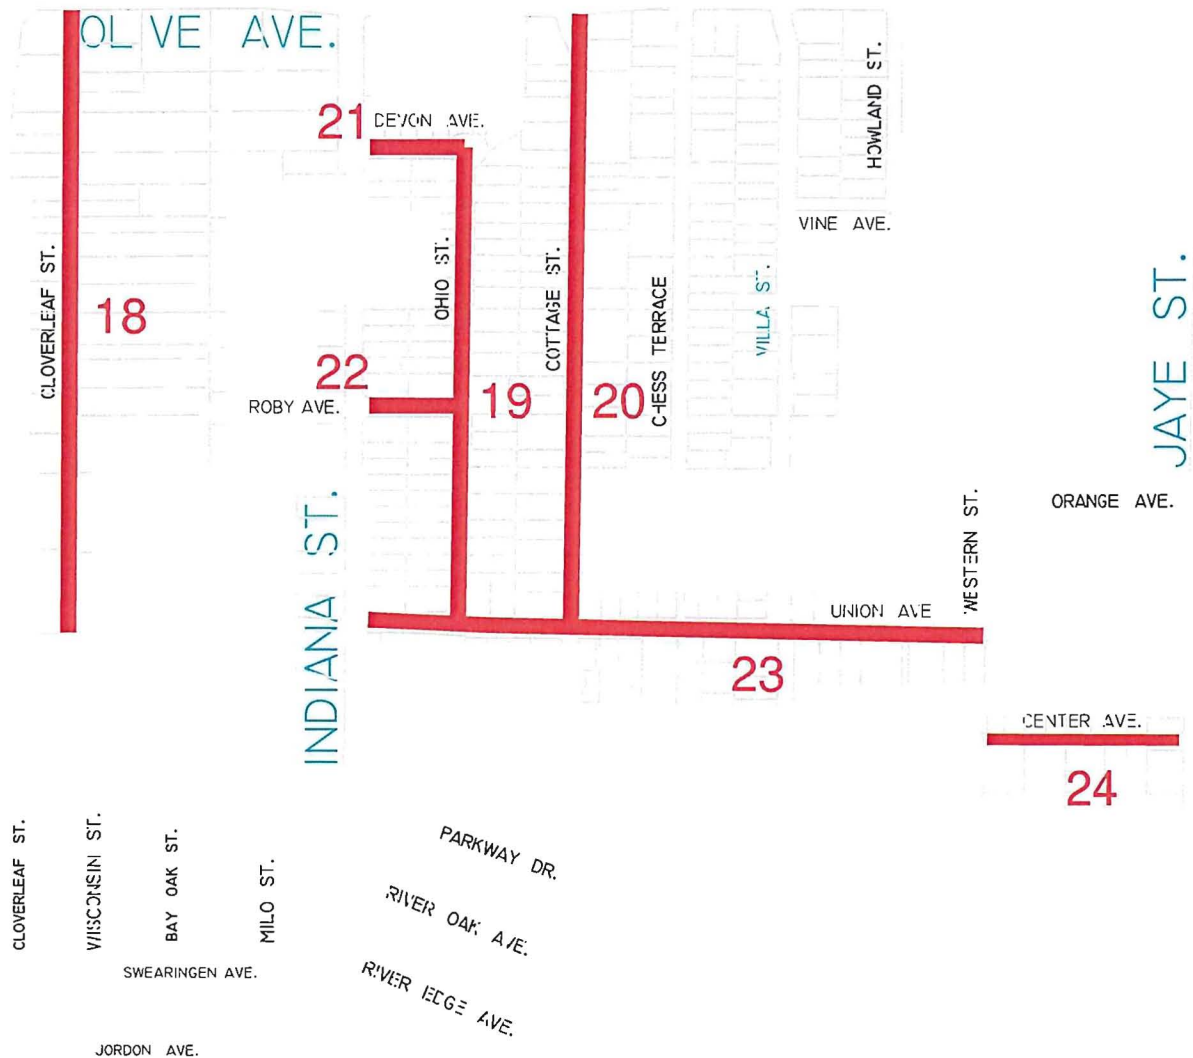 OLIVE AVE.
21
DEVON AVE.
HOWLAND ST.
VINE AVE.
CLOVERLEAF ST.
18
OHIO ST.
COTTAGE ST.
CHESS TERRACE
VILLA ST.
JAYE ST.
22
ROBY AVE.
19
20
INDIANA ST.
WESTERN ST.
ORANGE AVE.
UNION AVE
23
CENTER AVE.
24
CLOVERLEAF ST.
WISCONSIN ST.
BAY OAK ST.
MILO ST.
PARKWAY DR.
RIVER OAK AVE.
RIVER EDGE AVE.
SWEARINGEN AVE.
JORDON AVE.